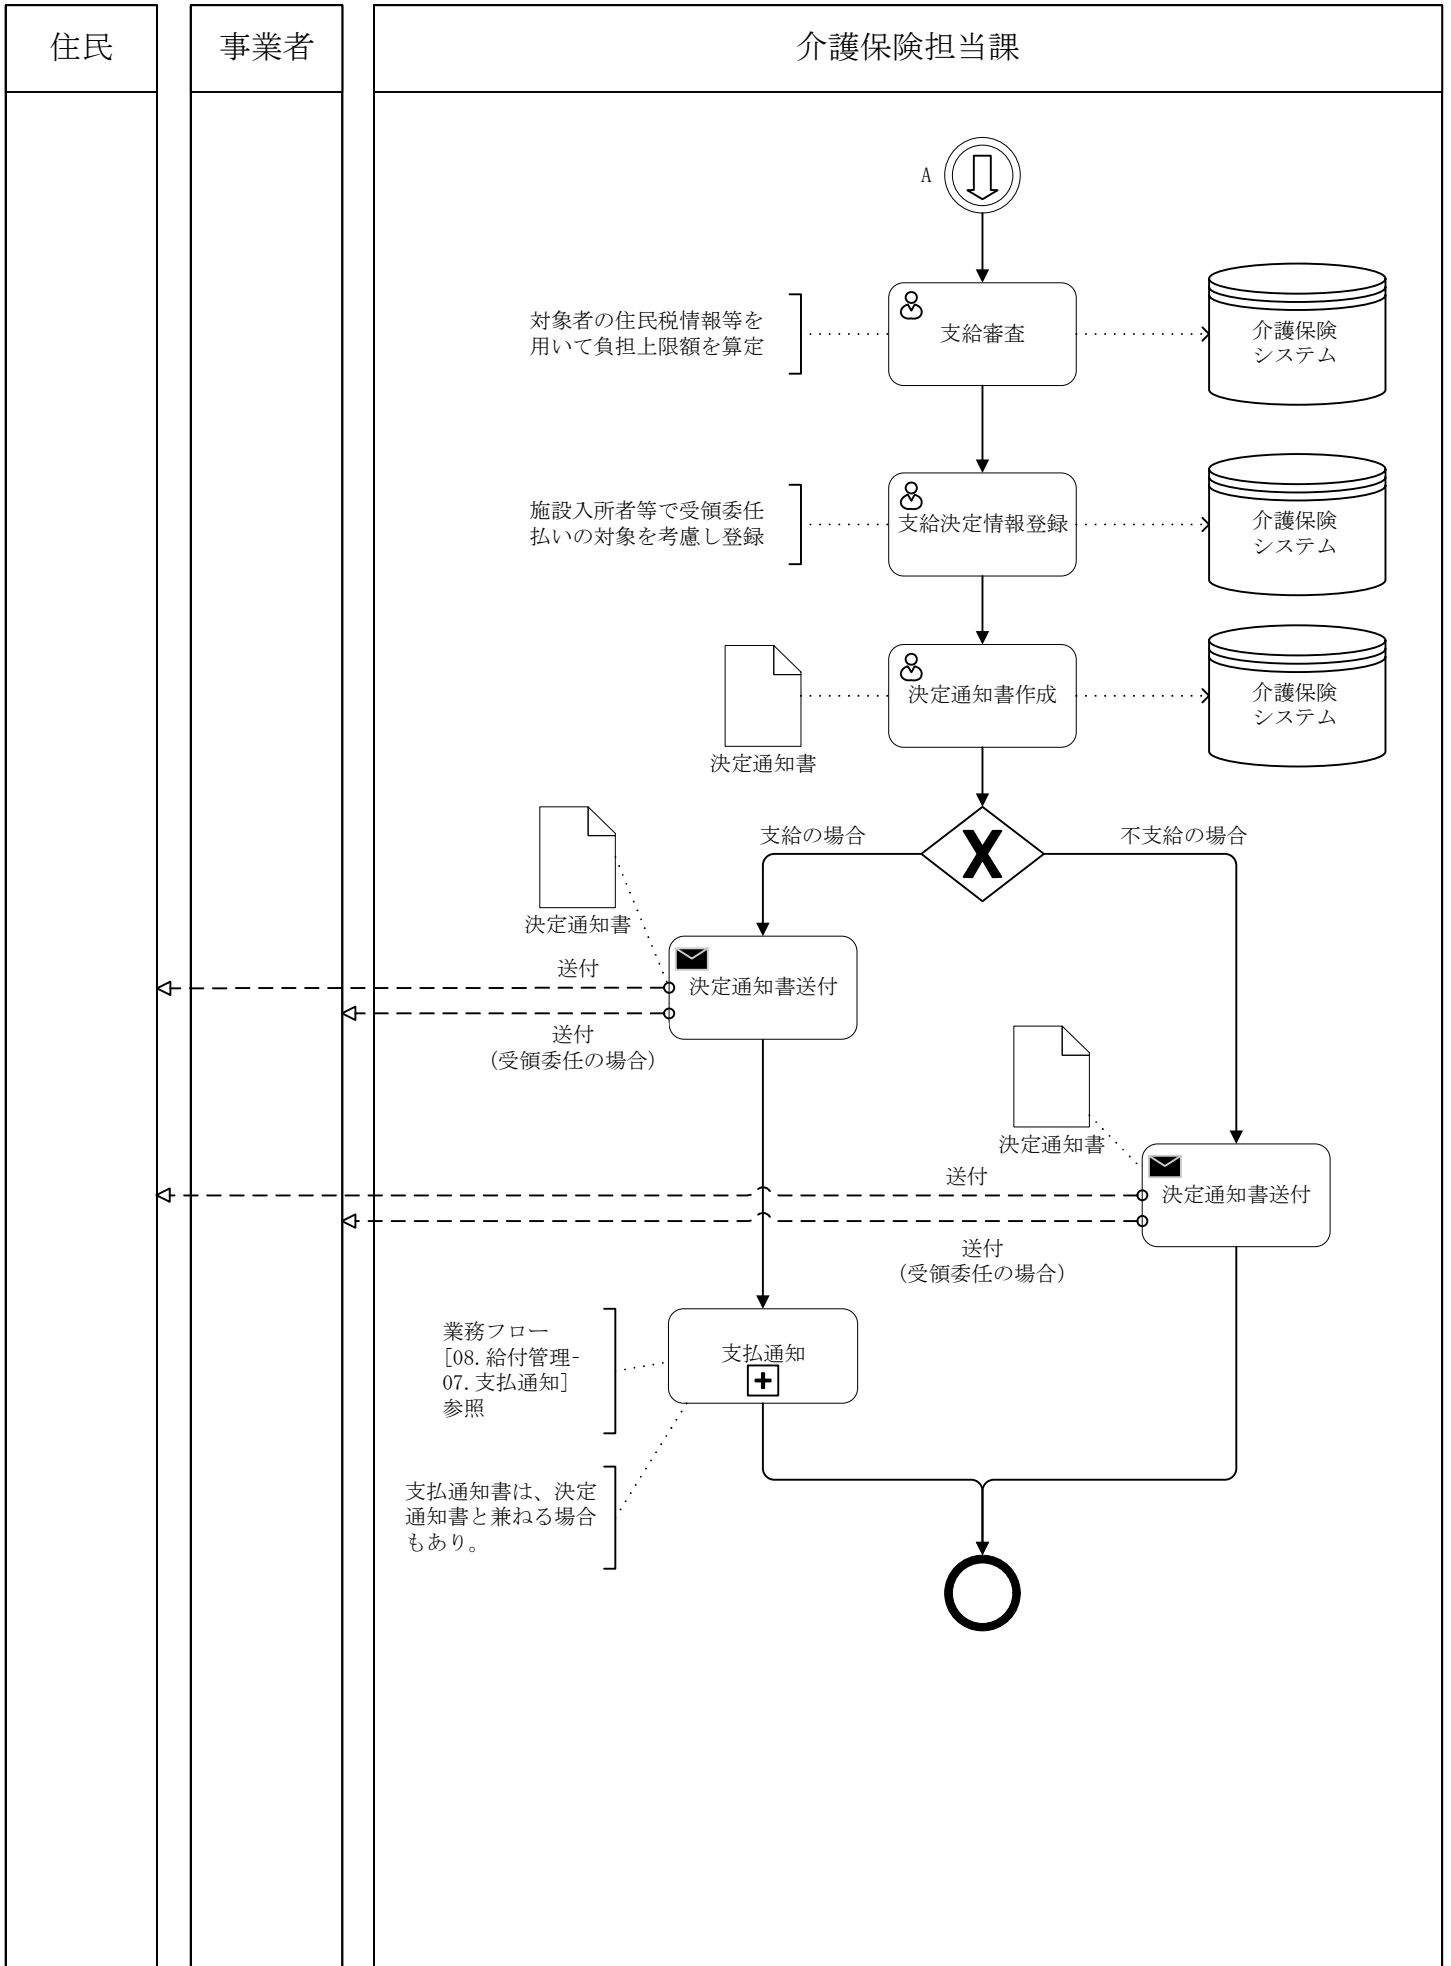 住民
事業者
介護保険担当課
A
対象者の住民税情報等を
用いて負担上限額を算定
支給審査
介護保険
システム
施設入所者等で受領委任
払いの対象を考慮し登録
支給決定情報登録
介護保険
システム
決定通知書
決定通知書作成
介護保険
システム
支給の場合
X
不支給の場合
決定通知書
送付
決定通知書送付
送付
(受領委任の場合)
決定通知書
送付
決定通知書送付
送付
(受領委任の場合)
業務フロー
[08.給付管理-
07.支払通知]
参照
支払通知
支払通知書は、決定
通知書と兼ねる場合
もあり。